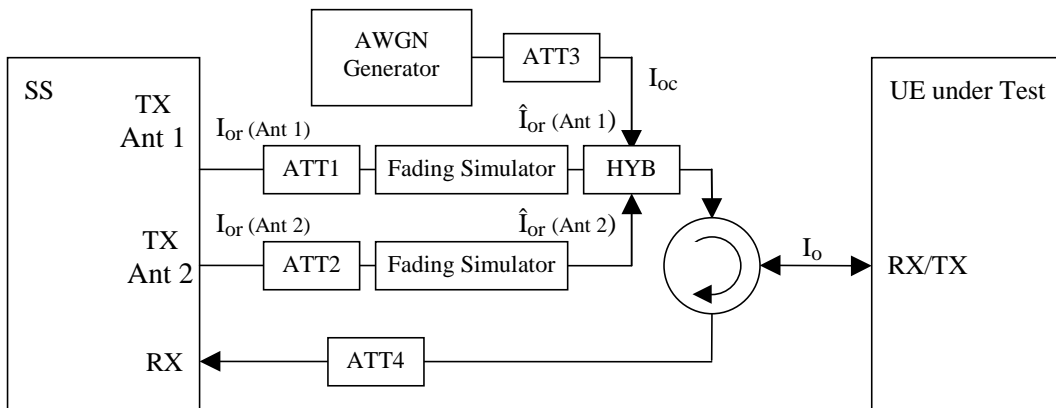 AWGN
Generator
ATT3
I_oc
SS
UE under Test
TX
Ant 1
I_or (Ant 1)
Î_or (Ant 1)
ATT1
Fading Simulator
HYB
TX
Ant 2
I_or (Ant 2)
Î_or (Ant 2)
ATT2
Fading Simulator
I_o
RX/TX
RX
ATT4